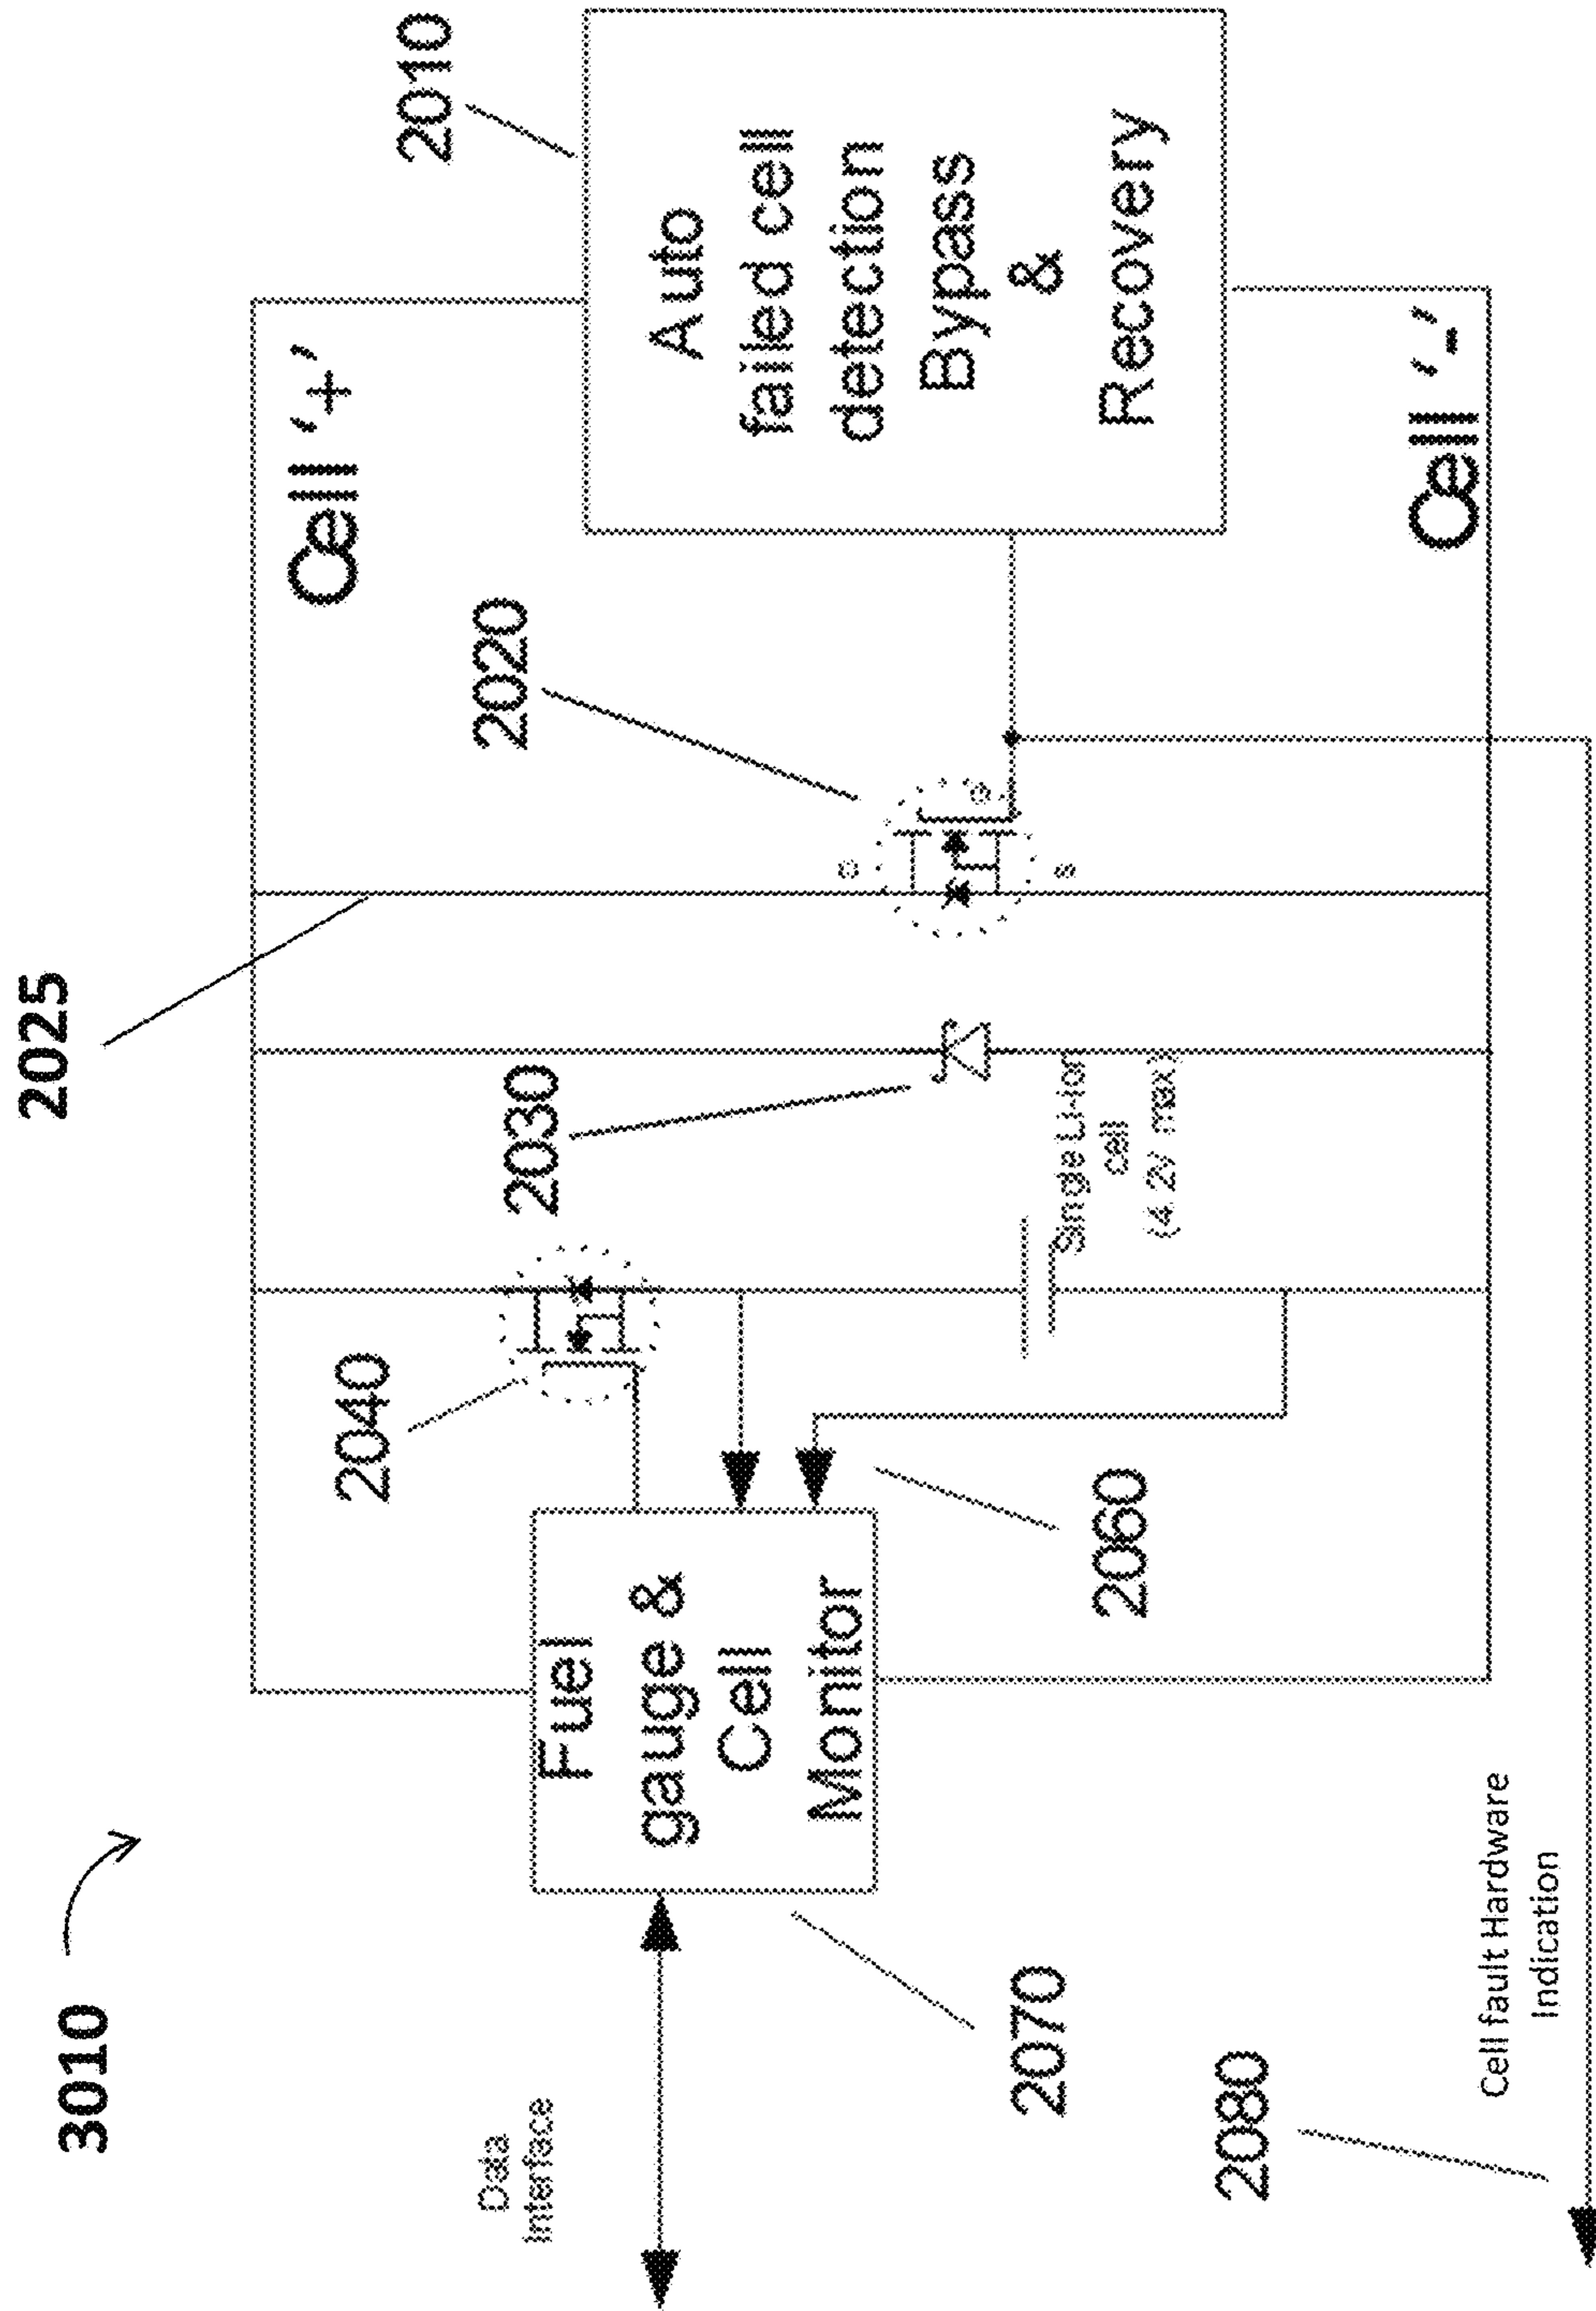 3010
2025
2040
2030
2020
2010
Data
Interface
Fuel
gauge &
Cell
Monitor
Cell '+'
Auto
failed cell
detection
Bypass
&
Recovery
2070
2060
Single Li-ion
cell
(4.2V max)
2080
Cell fault Hardware
Indication
Cell '-'